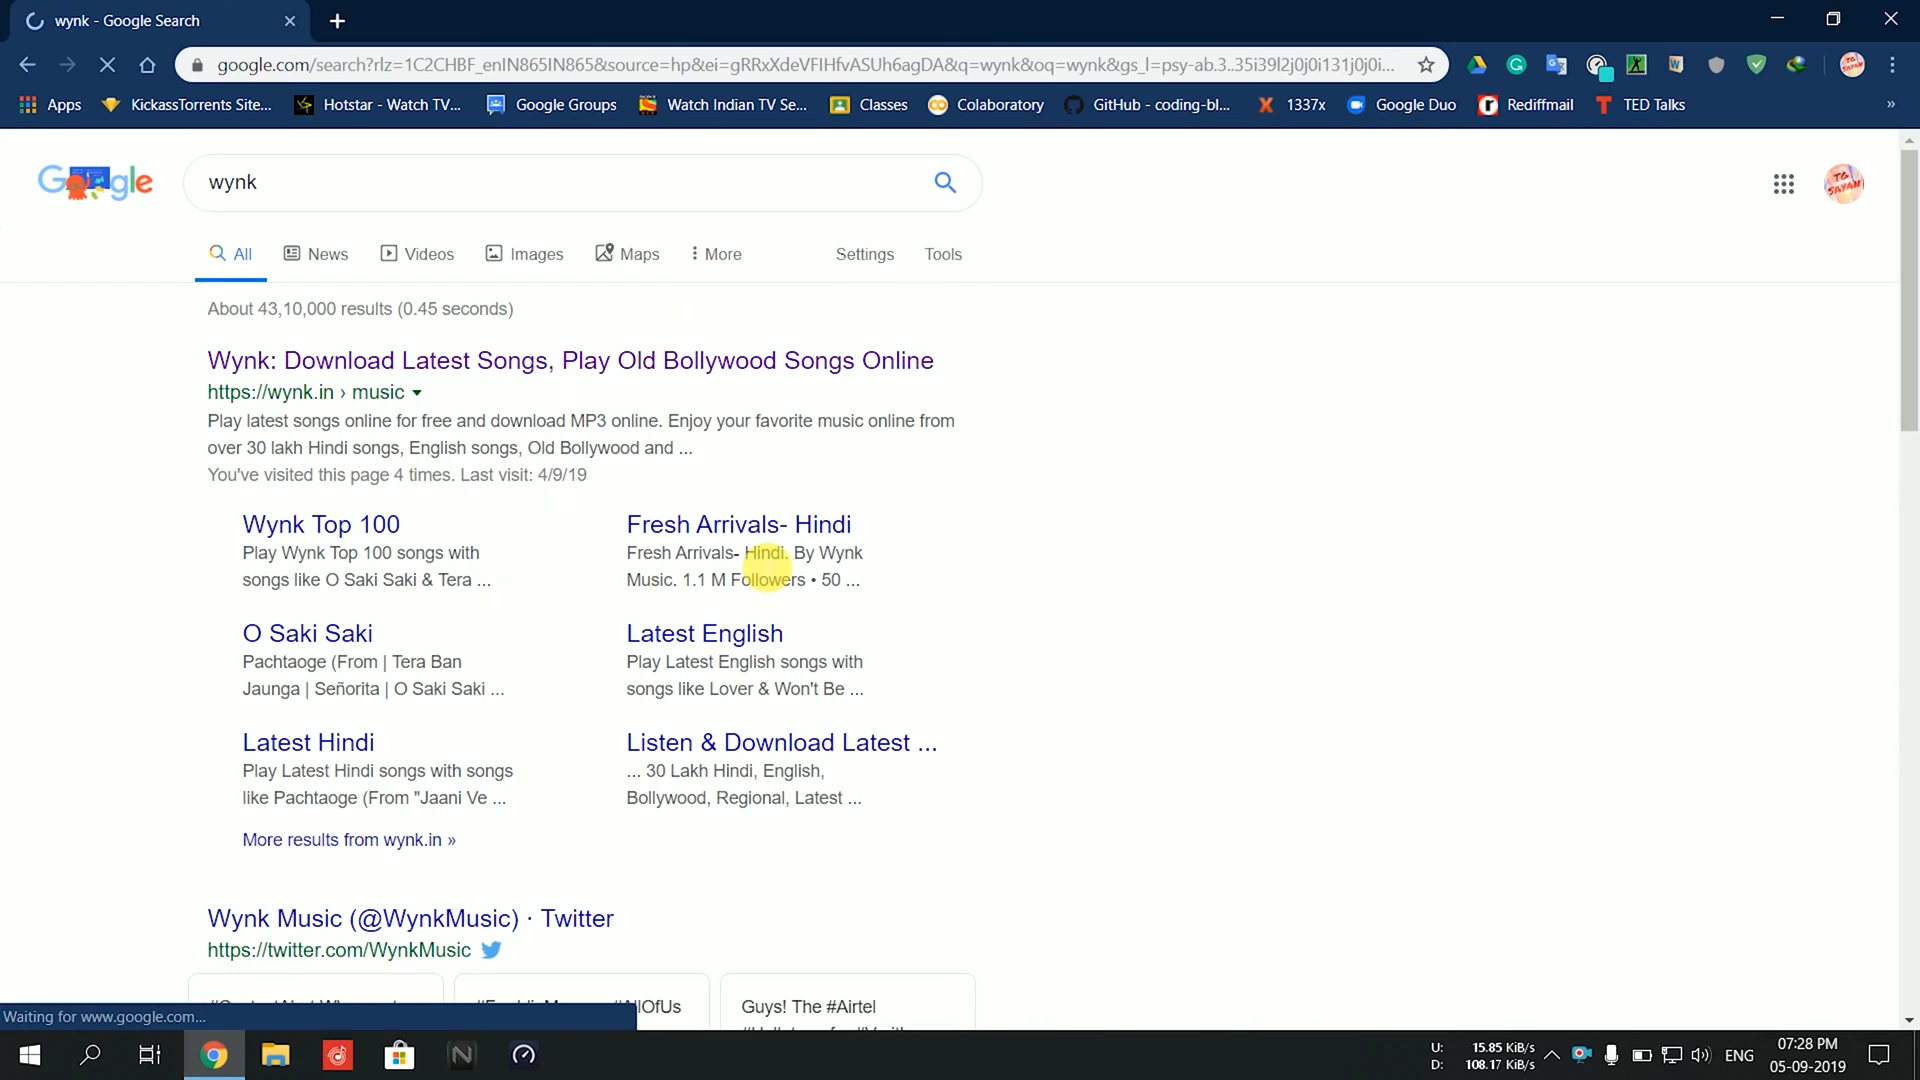 wynk - Google Search
google.com/search?rlz=1C2CHBF_enIN865IN865&source=hp&ei=gRRxXdeVFIHfvASUh6agDA&q=wynk&oq=wynk&gs_l=psy-ab.3..35i39l2j0j0i131j0j0i...
Apps KickassTorrents Site... Hotstar - Watch TV... Google Groups Watch Indian TV Se... Classes Colaboratory GitHub - coding-bl... 1337x Google Duo Rediffmail TED Talks »
Google
wynk
TG SAYAN
All News Videos Images Maps More Settings Tools
About 43,10,000 results (0.45 seconds)
Wynk: Download Latest Songs, Play Old Bollywood Songs Online
https://wynk.in › music
Play latest songs online for free and download MP3 online. Enjoy your favorite music online from
over 30 lakh Hindi songs, English songs, Old Bollywood and ...
You've visited this page 4 times. Last visit: 4/9/19
Wynk Top 100
Play Wynk Top 100 songs with
songs like O Saki Saki & Tera ...
Fresh Arrivals- Hindi
Fresh Arrivals- Hindi. By Wynk
Music. 1.1 M Followers • 50 ...
O Saki Saki
Pachtaoge (From | Tera Ban
Jaunga | Señorita | O Saki Saki ...
Latest English
Play Latest English songs with
songs like Lover & Won't Be ...
Latest Hindi
Play Latest Hindi songs with songs
like Pachtaoge (From "Jaani Ve ...
Listen & Download Latest ...
... 30 Lakh Hindi, English,
Bollywood, Regional, Latest ...
More results from wynk.in »
Wynk Music (@WynkMusic) · Twitter
https://twitter.com/WynkMusic
Guys! The #Airtel
Waiting for www.google.com...
U: 15.85 KiB/s
D: 108.17 KiB/s
ENG
07:28 PM
05-09-2019